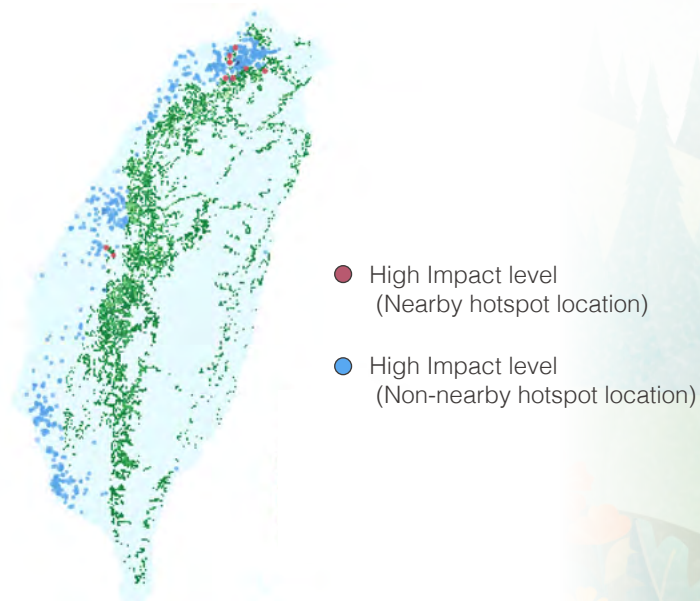 High Impact level
(Nearby hotspot location)
High Impact level
(Non-nearby hotspot location)